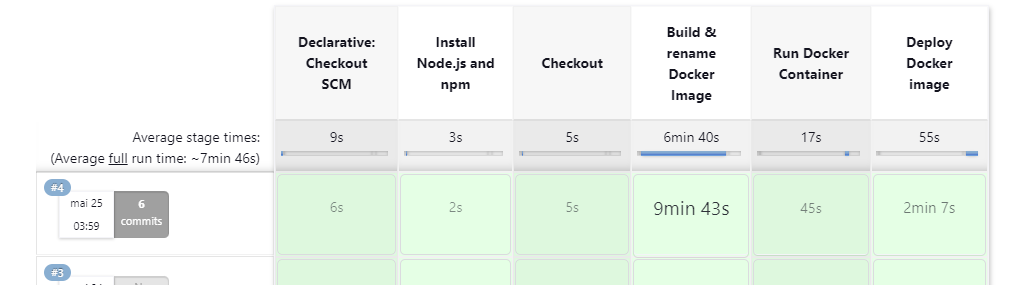 Declarative:
Checkout
SCM
Install
Node.js and
npm
Checkout
Build &
rename
Docker
Image
Run Docker
Container
Deploy
Docker
image
Average stage times:
(Average full run time: ~7min 46s)
9s
3s
5s
6min 40s
17s
55s
#4
mai 25
03:59
6
commits
6s
2s
5s
9min 43s
45s
2min 7s
#3